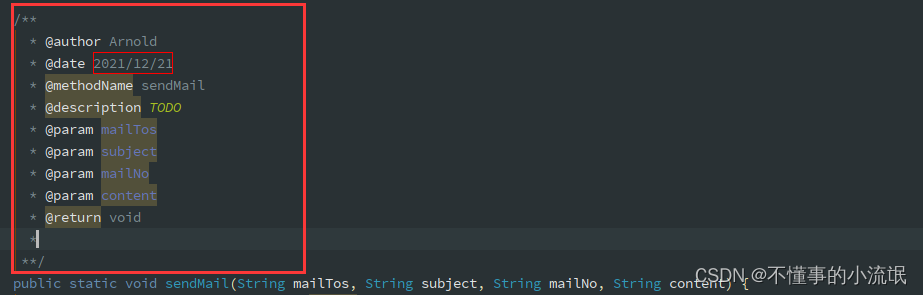 /**
* @author Arnold
* @date 2021/12/21
* @methodName sendMail
* @description TODO
* @param mailTos
* @param subject
* @param mailNo
* @param content
* @return void
*
**/
public static void sendMail(String mailTos, String subject, String mailNo, String content) {
CSDN @不懂事的小流氓